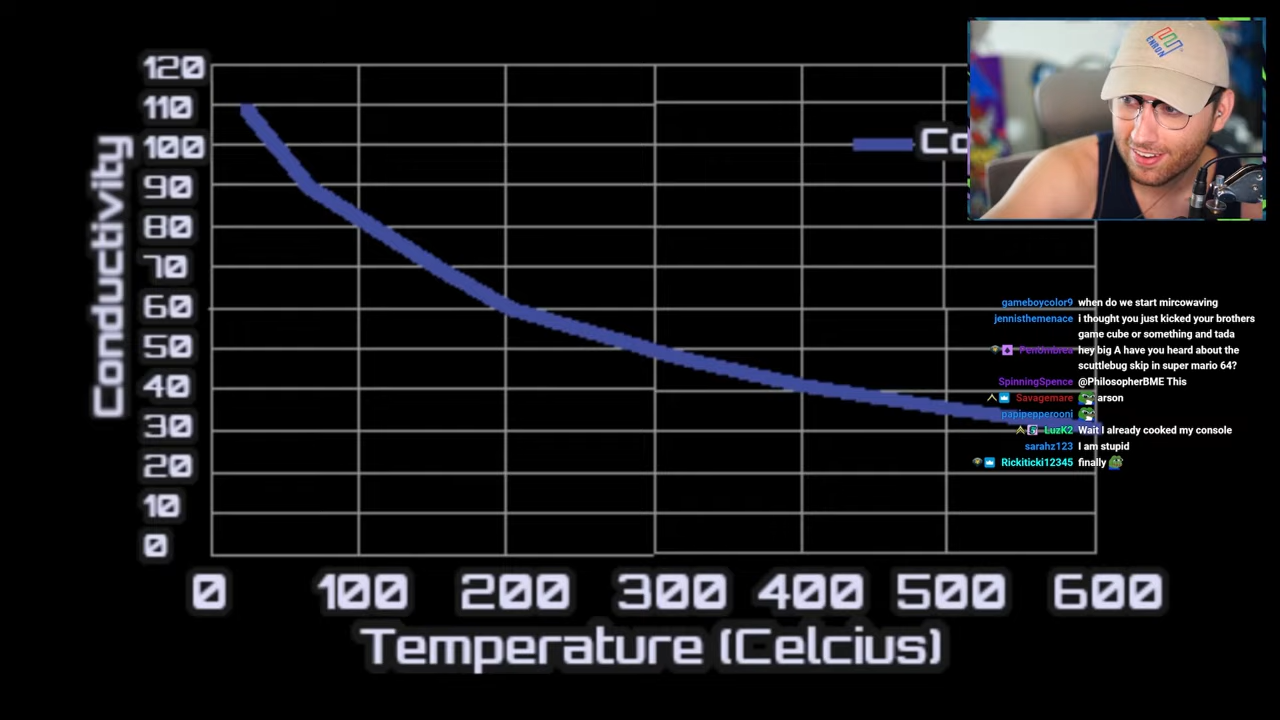 120
110
100
90
80
70
60
50
40
30
20
10
0
Conductivity
0 100 200 300 400 500 600
Temperature (Celcius)
Co
ENRON
gameboycolor9 when do we start mircowaving
jennisthemenace i thought you just kicked your brothers
game cube or something and tada
PenUmbrea hey big A have you heard about the
scuttlebug skip in super mario 64?
SpinningSpence @PhilosopherBME This
Savagemare arson
papipepperooni
LuzK2 Wait I already cooked my console
sarahz123 I am stupid
Rickiticki12345 finally